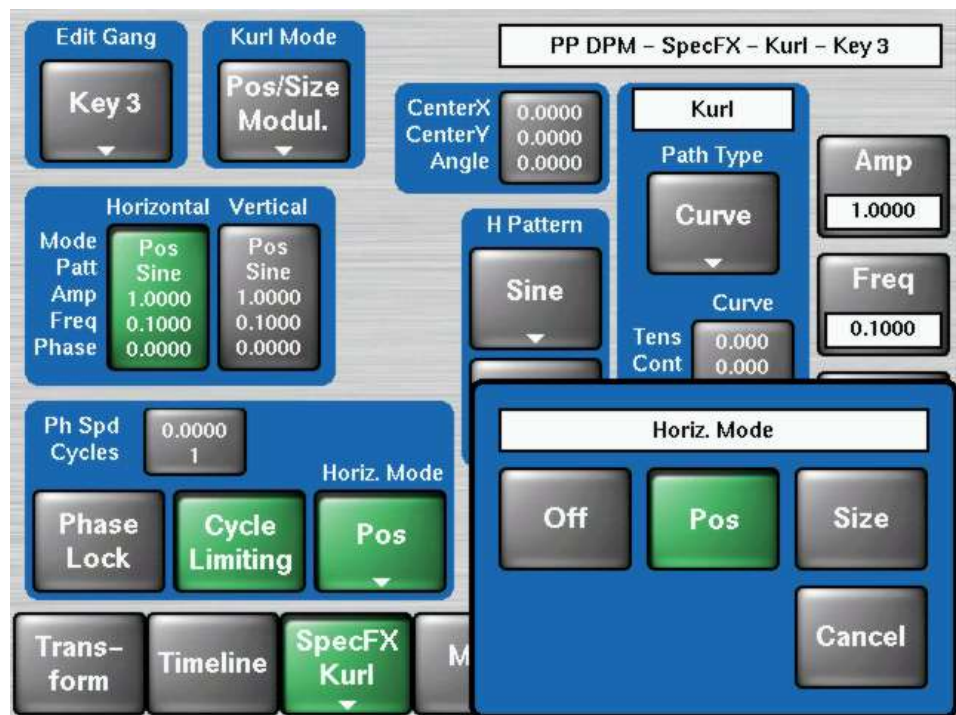 Edit Gang
Key 3
Kurl Mode
Pos/Size
Modul.
PP DPM – SpecFX – Kurl – Key 3
CenterX 0.0000
CenterY 0.0000
Angle 0.0000
Kurl
Path Type
Curve
Amp
1.0000
Horizontal Vertical
Mode Pos Pos
Patt Sine Sine
Amp 1.0000 1.0000
Freq 0.1000 0.1000
Phase 0.0000 0.0000
H Pattern
Sine
Curve
Tens 0.000
Cont 0.000
Freq
0.1000
Ph Spd 0.0000
Cycles 1
Horiz. Mode
Phase
Lock
Cycle
Limiting
Pos
Horiz. Mode
Off
Pos
Size
Cancel
Trans–
form
Timeline
SpecFX
Kurl
M